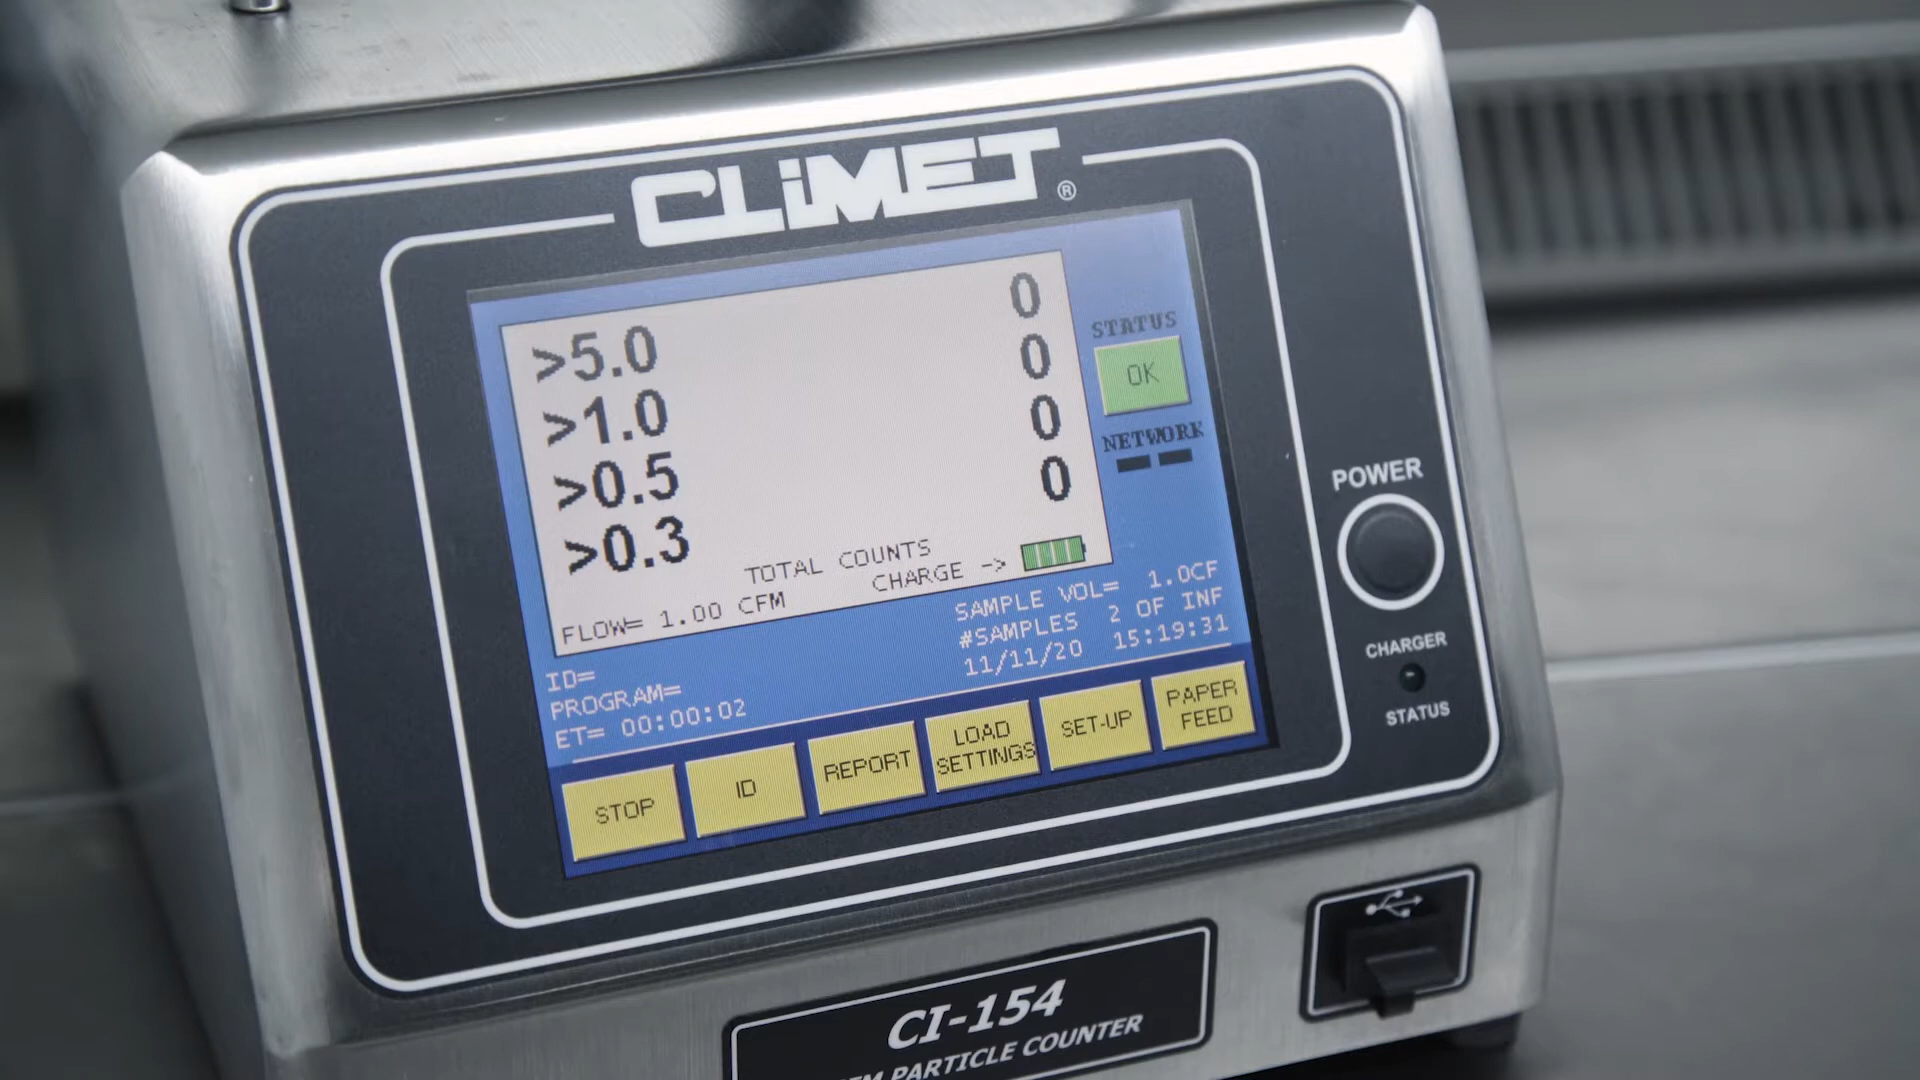 CLiMET®
>5.0 0
>1.0 0
>0.5 0
>0.3 0
TOTAL COUNTS
FLOW= 1.00 CFM CHARGE ->
STATUS
OK
NETWORK
ID=
PROGRAM=
ET= 00:00:02
SAMPLE VOL= 1.0CF
#SAMPLES 2 OF INF
11/11/20 15:19:31
STOP
ID
REPORT
LOAD SETTINGS
SET-UP
PAPER FEED
POWER
CHARGER
STATUS
CI-154
PARTICLE COUNTER